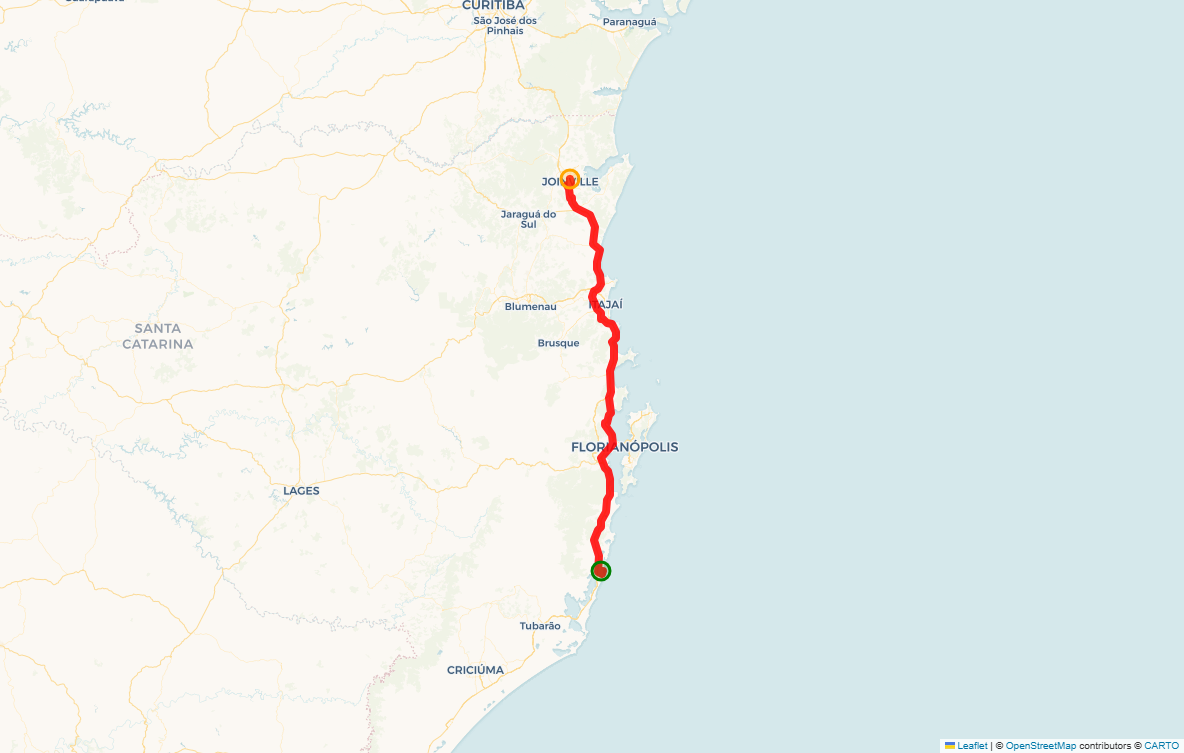 CURITIBA
São José dos
Pinhais
Paranaguá
JOINVILLE
Jaraguá do
Sul
Blumenau
ITAJAÍ
SANTA
CATARINA
Brusque
FLORIANÓPOLIS
LAGES
Tubarão
CRICIÚMA
Leaflet | © OpenStreetMap contributors © CARTO